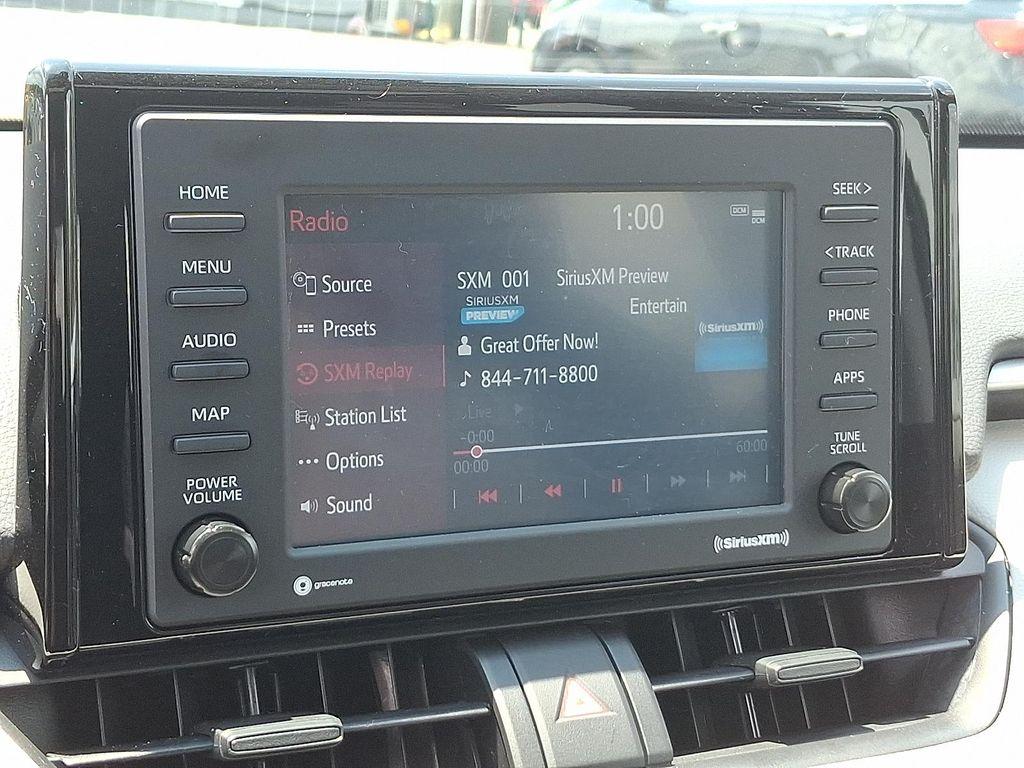 HOME
MENU
AUDIO
MAP
POWER
VOLUME
Radio
1:00
DCM
DCM
Source
Presets
SXM Replay
Station List
Options
Sound
SXM 001 SiriusXM Preview
Entertain
SIRIUSXM
PREVIEW
((SiriusXM))
Great Offer Now!
844-711-8800
Live
-0:00
00:00
60:00
SEEK>
<TRACK
PHONE
APPS
TUNE
SCROLL
gracenote
((SiriusXM))